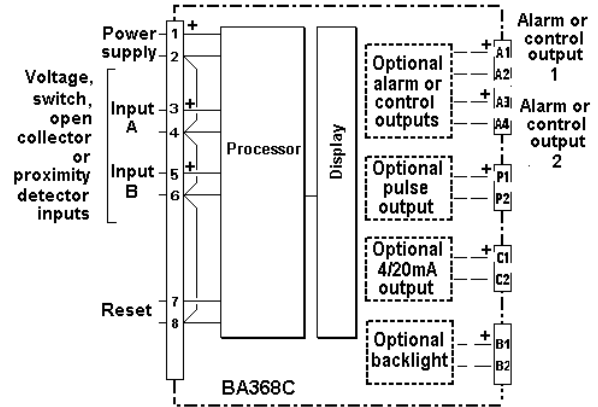 Power
supply
1 +
2
Voltage,
switch,
open
collector
or
proximity
detector
inputs
Input
A
3 +
4
Input
B
5 +
6
Reset
7
8
Processor
Display
Optional
alarm or
control
outputs
+ A1
A2
+ A3
A4
Alarm or
control
output
1
Alarm or
control
output
2
Optional
pulse
output
+ P1
P2
Optional
4/20mA
output
+ C1
C2
Optional
backlight
+ B1
B2
BA368C